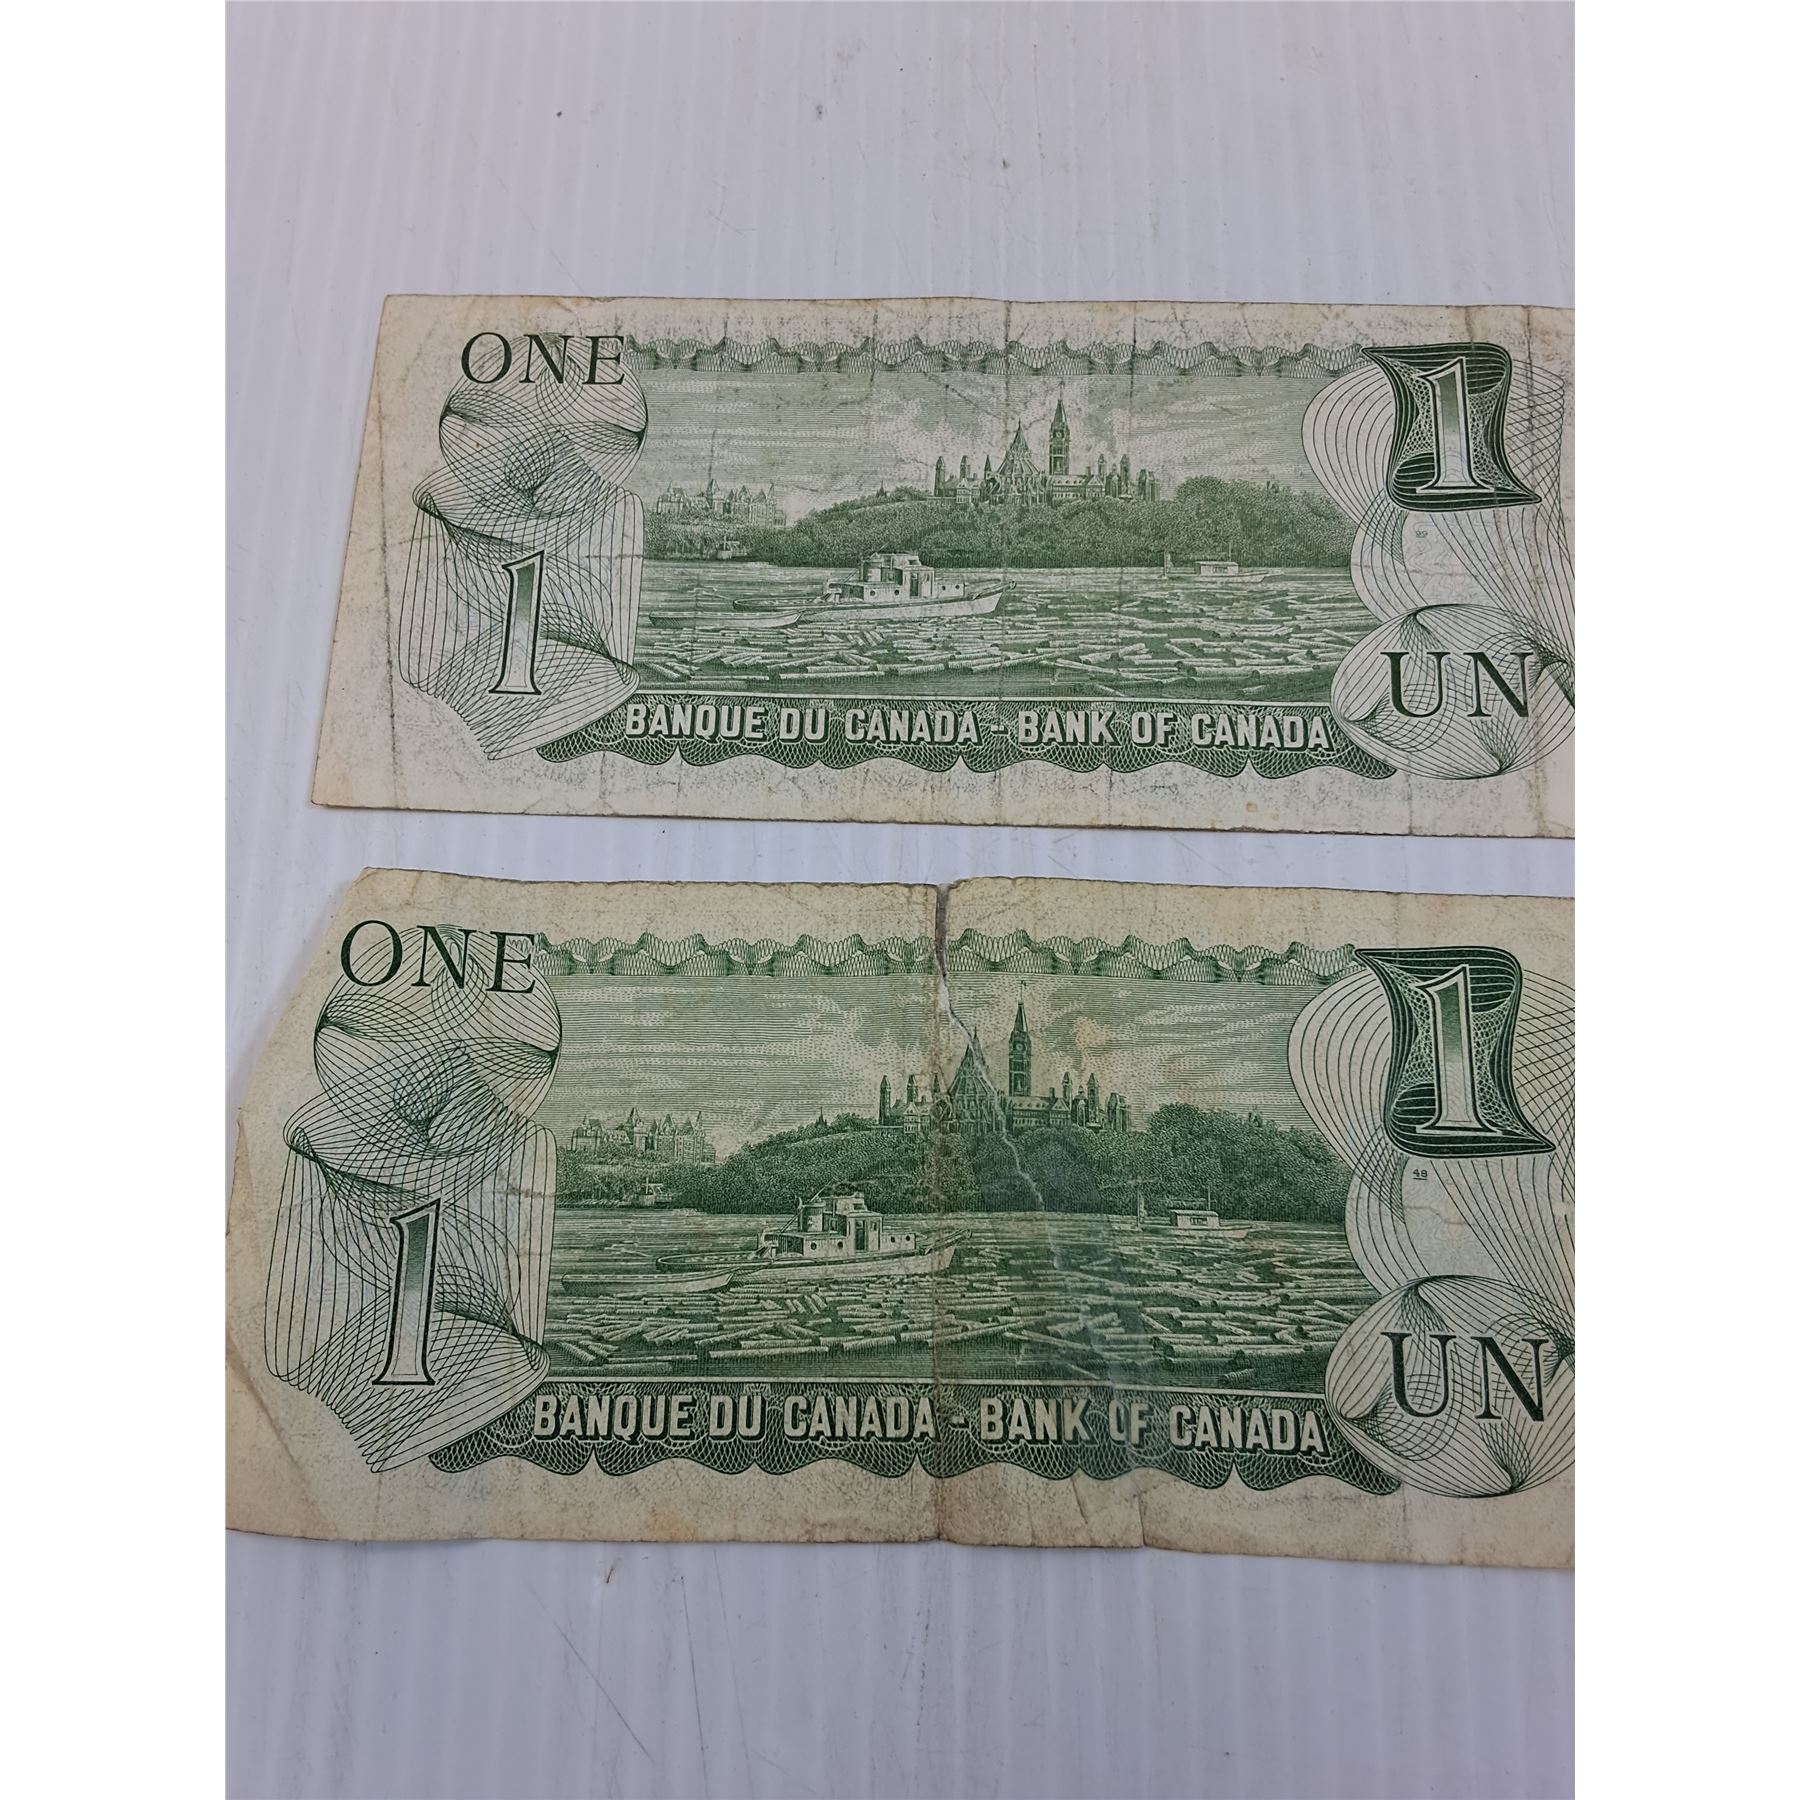 ONE
1
1
UN
BANQUE DU CANADA - BANK OF CANADA
ONE
1
48
1
UN
BANQUE DU CANADA - BANK OF CANADA